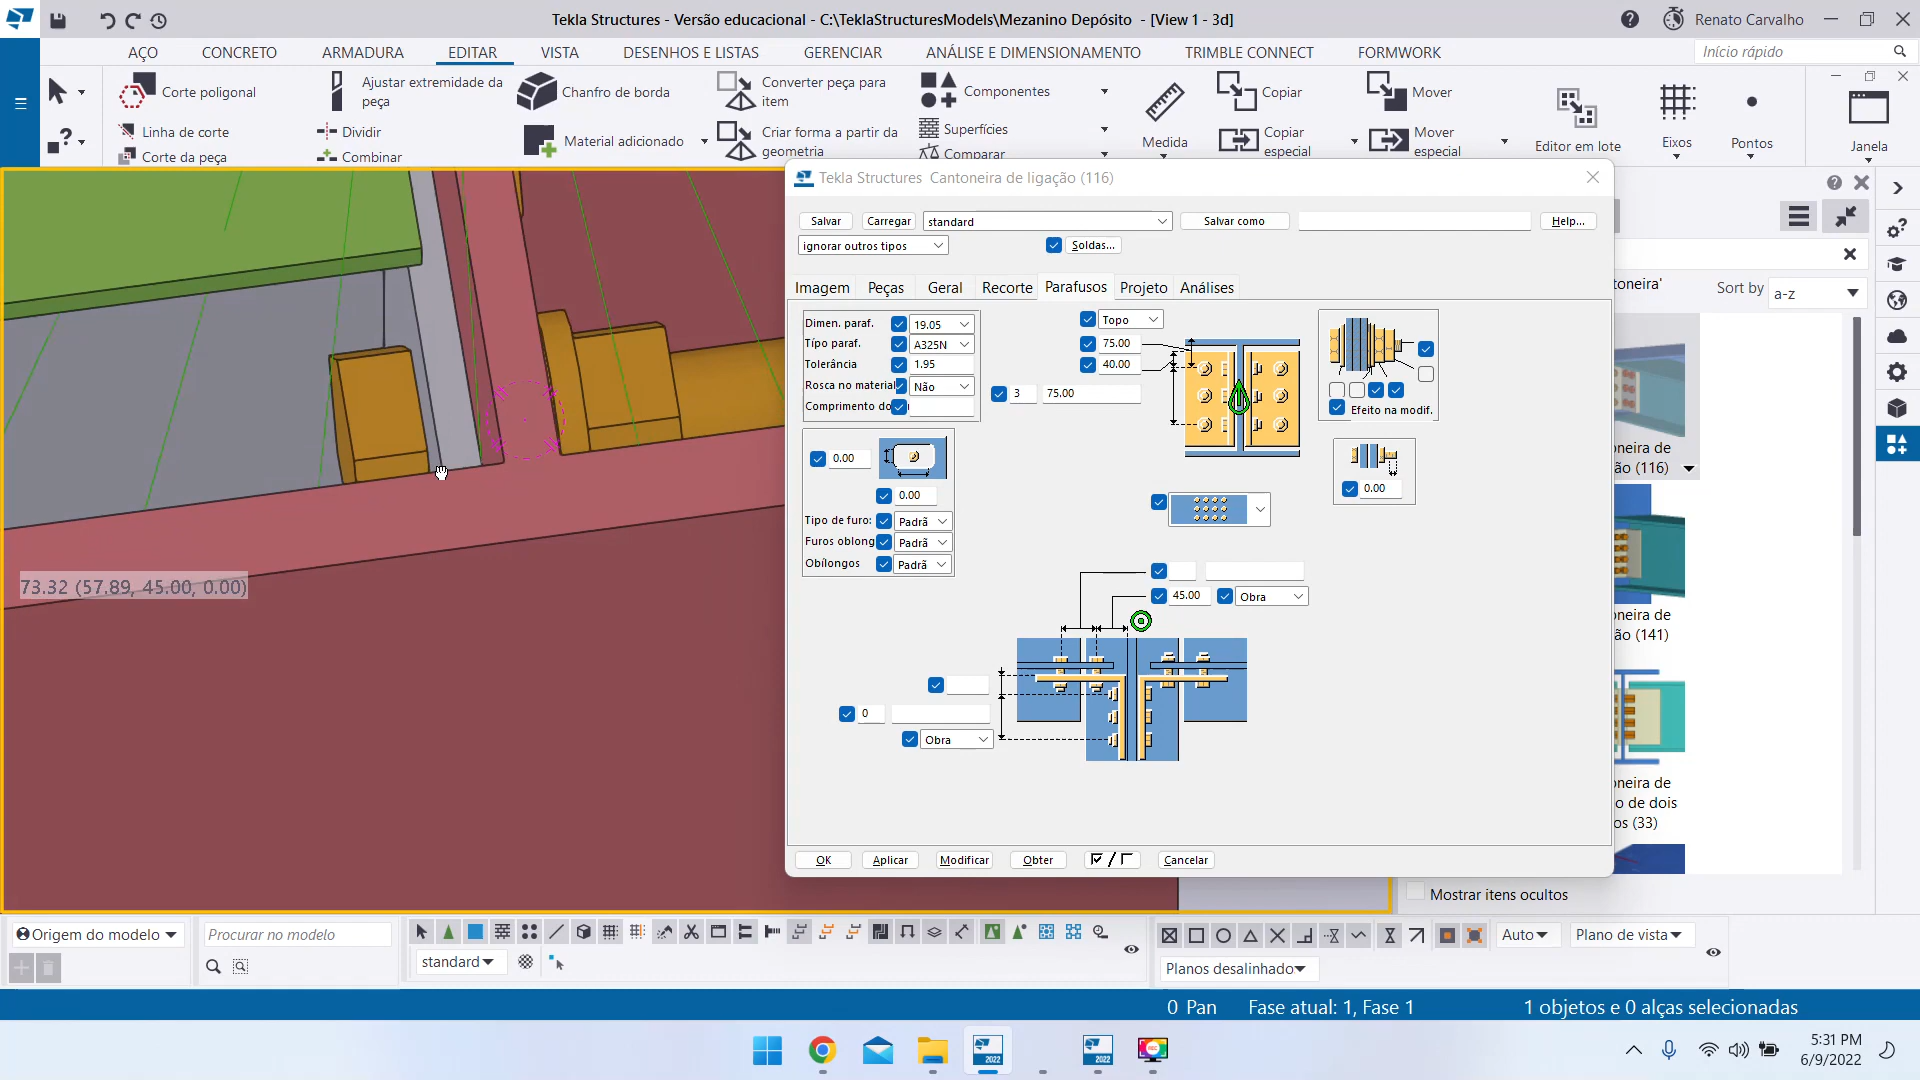 Tekla Structures - Versão educacional - C:\TeklaStructuresModels\Mezanino Depósito - [View 1 - 3d]
Renato Carvalho
AÇO CONCRETO ARMADURA EDITAR VISTA DESENHOS E LISTAS GERENCIAR ANÁLISE E DIMENSIONAMENTO TRIMBLE CONNECT FORMWORK
Início rápido
Corte poligonal
Linha de corte
Corte da peça
Ajustar extremidade da
peça
Dividir
Combinar
Chanfro de borda
Material adicionado
Converter peça para
item
Criar forma a partir da
geometria
Componentes
Superfícies
Comparar
Medida
Copiar
Copiar
especial
Mover
Mover
especial
Editor em lote
Eixos
Pontos
Janela
Tekla Structures Cantoneira de ligação (116)
Salvar Carregar standard Salvar como Help...
ignorar outros tipos Soldas...
Imagem Peças Geral Recorte Parafusos Projeto Análises
Dimen. paraf. 19.05
Típo paraf. A325N
Tolerância 1.95
Rosca no material Não
Comprimento do
Topo
75.00
40.00
3 75.00
Efeito na modif.
0.00
0.00
0.00
Tipo de furo: Padrã
Furos oblong Padrã
Obílongos Padrã
45.00 Obra
0
Obra
OK Aplicar Modificar Obter / Cancelar
73.32 (57.89, 45.00, 0.00)
toneira'
Sort by a-z
oneira de
ão (116)
oneira de
ão (141)
oneira de
o de dois
os (33)
Mostrar itens ocultos
Origem do modelo
Procurar no modelo
standard
Auto
Plano de vista
Planos desalinhado
0 Pan Fase atual: 1, Fase 1 1 objetos e 0 alças selecionadas
2022
2022
REC
5:31 PM
6/9/2022